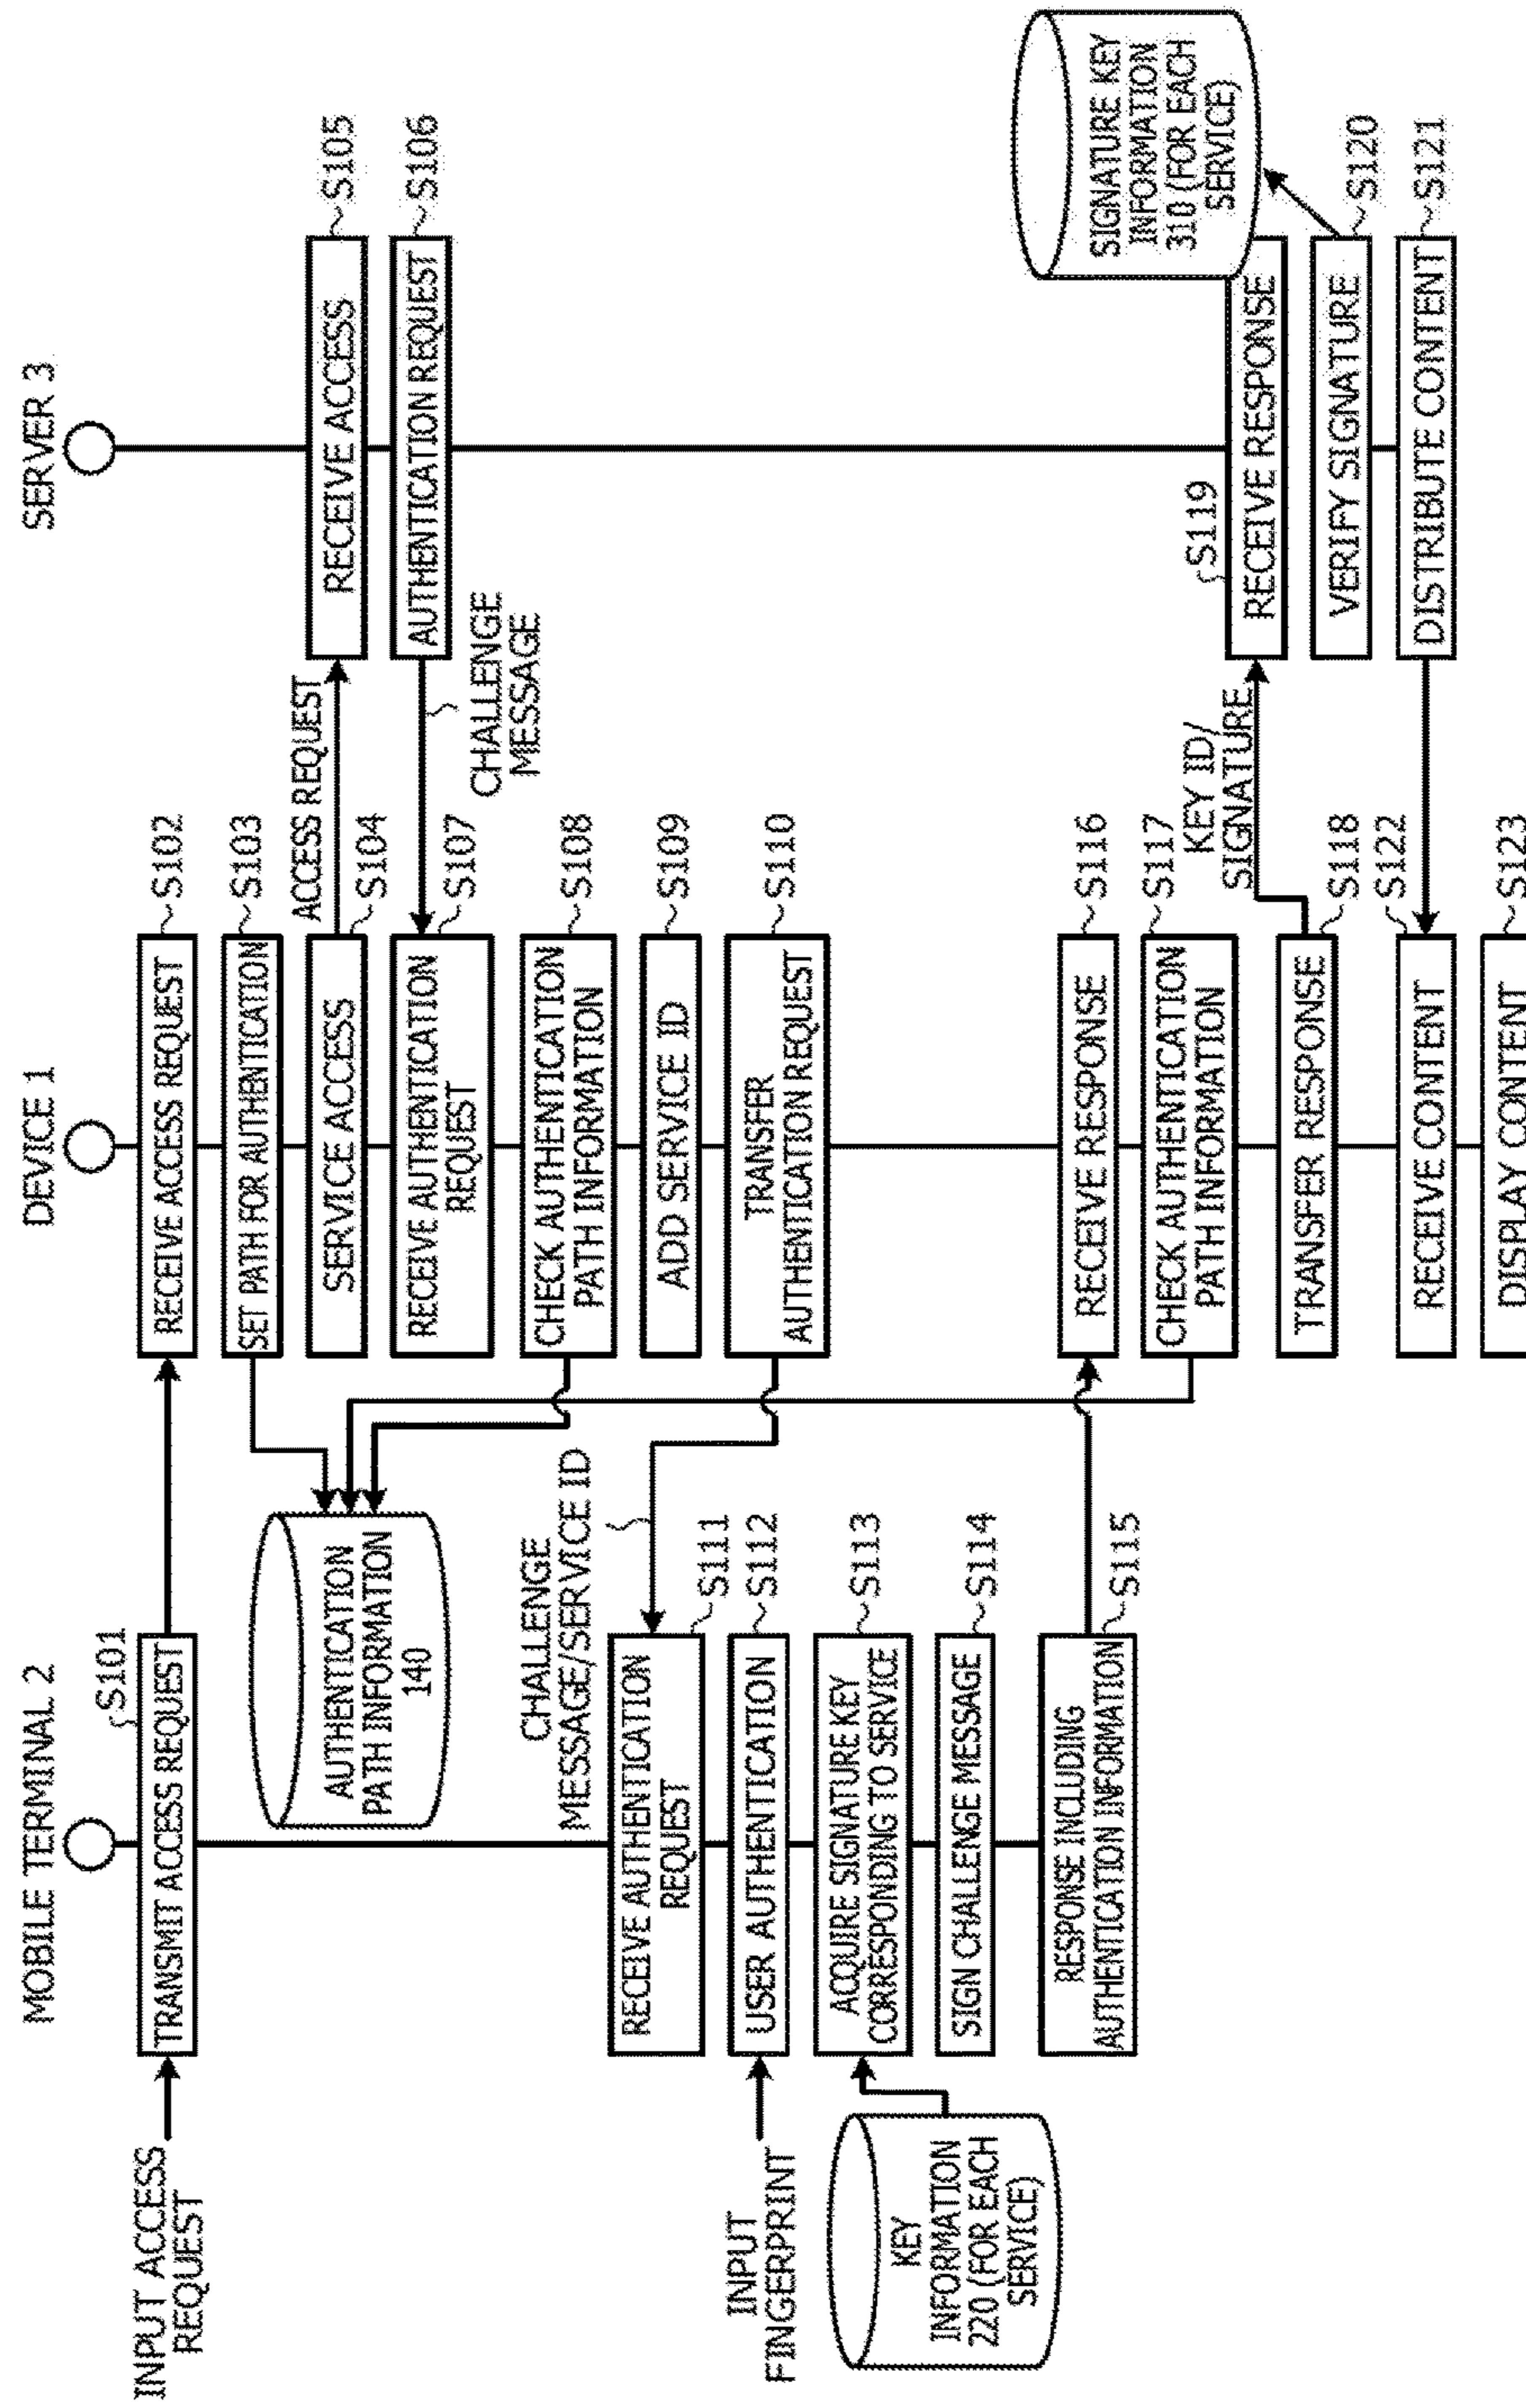 MOBILE TERMINAL 2
INPUT ACCESS
REQUEST
S101
TRANSMIT ACCESS REQUEST
AUTHENTICATION
PATH INFORMATION
140
CHALLENGE
MESSAGE/SERVICE ID
RECEIVE AUTHENTICATION
REQUEST
S111
INPUT
FINGERPRINT
USER AUTHENTICATION
S112
KEY
INFORMATION
220 (FOR EACH
SERVICE)
ACQUIRE SIGNATURE KEY
CORRESPONDING TO SERVICE
S113
SIGN CHALLENGE MESSAGE
S114
RESPONSE INCLUDING
AUTHENTICATION INFORMATION
S115
DEVICE 1
RECEIVE ACCESS REQUEST
S102
SET PATH FOR AUTHENTICATION
S103
SERVICE ACCESS
S104
ACCESS REQUEST
RECEIVE AUTHENTICATION
REQUEST
S107
CHALLENGE
MESSAGE
CHECK AUTHENTICATION
PATH INFORMATION
S108
ADD SERVICE ID
S109
TRANSFER
AUTHENTICATION REQUEST
S110
RECEIVE RESPONSE
S116
CHECK AUTHENTICATION
PATH INFORMATION
S117
KEY ID/
SIGNATURE
TRANSFER RESPONSE
S118
RECEIVE CONTENT
S122
DISPLAY CONTENT
S123
SERVER 3
RECEIVE ACCESS
S105
AUTHENTICATION REQUEST
S106
SIGNATURE KEY
INFORMATION
310 (FOR EACH
SERVICE)
S119
RECEIVE RESPONSE
VERIFY SIGNATURE
S120
DISTRIBUTE CONTENT
S121